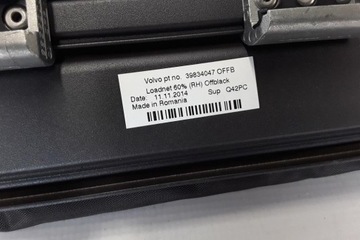 Volvo pt no. 39834047 OFFB
Loadnet 60% (RH) Offblack
Date: 11.11.2014 Sup Q42PC
Made in Romania